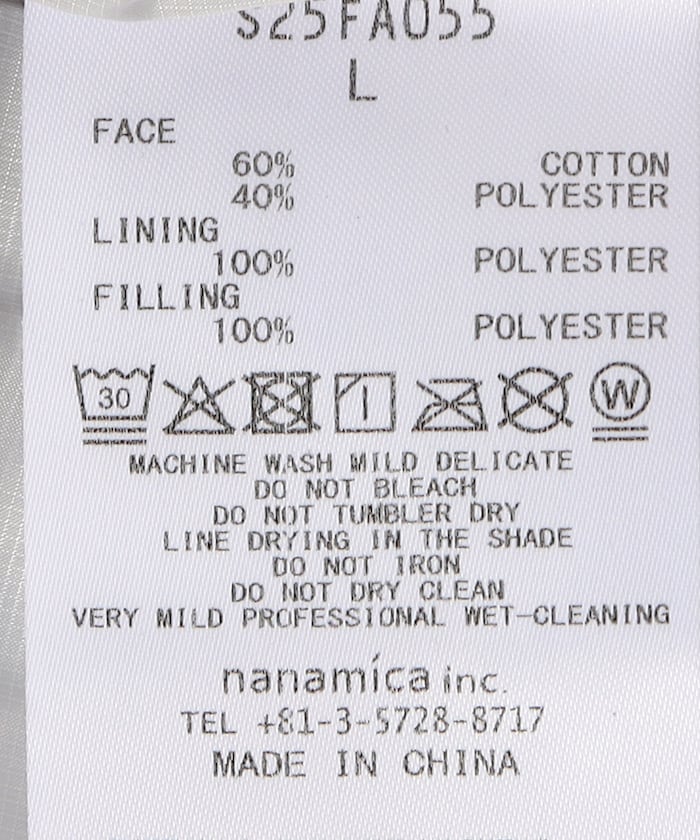 S25FA055
L
FACE
60% COTTON
40% POLYESTER
LINING
100% POLYESTER
FILLING
100% POLYESTER
30 W
MACHINE WASH MILD DELICATE
DO NOT BLEACH
DO NOT TUMBLER DRY
LINE DRYING IN THE SHADE
DO NOT IRON
DO NOT DRY CLEAN
VERY MILD PROFESSIONAL WET-CLEANING
nanamíca inc.
TEL +81-3-5728-8717
MADE IN CHINA